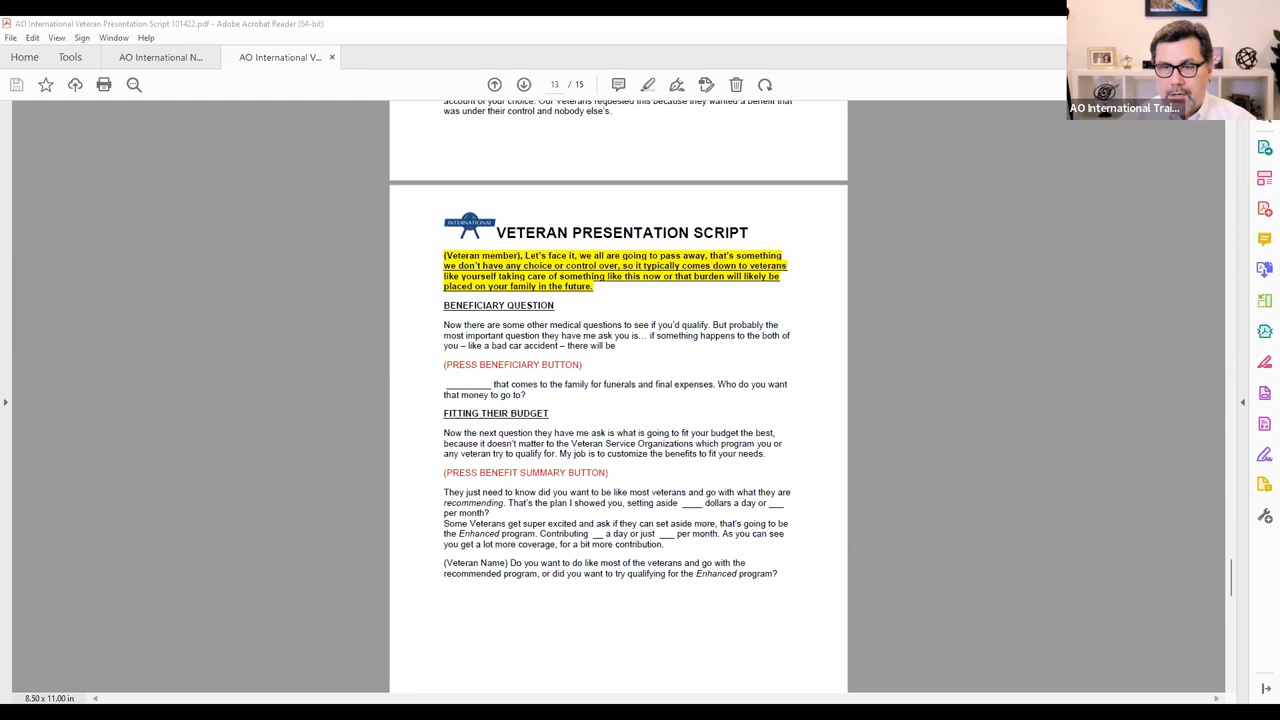 AO International Veteran Presentation Script 101422.pdf - Adobe Acrobat Reader (64-bit)
File Edit View Sign Window Help
Home Tools AO International N... AO International V... ×
13 / 15
account of your choice. Our Veterans requested this because they wanted a benefit that
was under their control and nobody else's.
AO International Trai...
INTERNATIONAL
VETERAN PRESENTATION SCRIPT
(Veteran member), Let's face it, we all are going to pass away, that's something
we don't have any choice or control over, so it typically comes down to veterans
like yourself taking care of something like this now or that burden will likely be
placed on your family in the future.
BENEFICIARY QUESTION
Now there are some other medical questions to see if you'd qualify. But probably the
most important question they have me ask you is... if something happens to the both of
you – like a bad car accident – there will be
(PRESS BENEFICIARY BUTTON)
_________ that comes to the family for funerals and final expenses. Who do you want
that money to go to?
FITTING THEIR BUDGET
Now the next question they have me ask is what is going to fit your budget the best,
because it doesn't matter to the Veteran Service Organizations which program you or
any veteran try to qualify for. My job is to customize the benefits to fit your needs.
(PRESS BENEFIT SUMMARY BUTTON)
They just need to know did you want to be like most veterans and go with what they are
recommending. That's the plan I showed you, setting aside ____ dollars a day or ___
per month?
Some Veterans get super excited and ask if they can set aside more, that's going to be
the Enhanced program. Contributing __ a day or just ___ per month. As you can see
you get a lot more coverage, for a bit more contribution.
(Veteran Name) Do you want to do like most of the veterans and go with the
recommended program, or did you want to try qualifying for the Enhanced program?
8.50 x 11.00 in